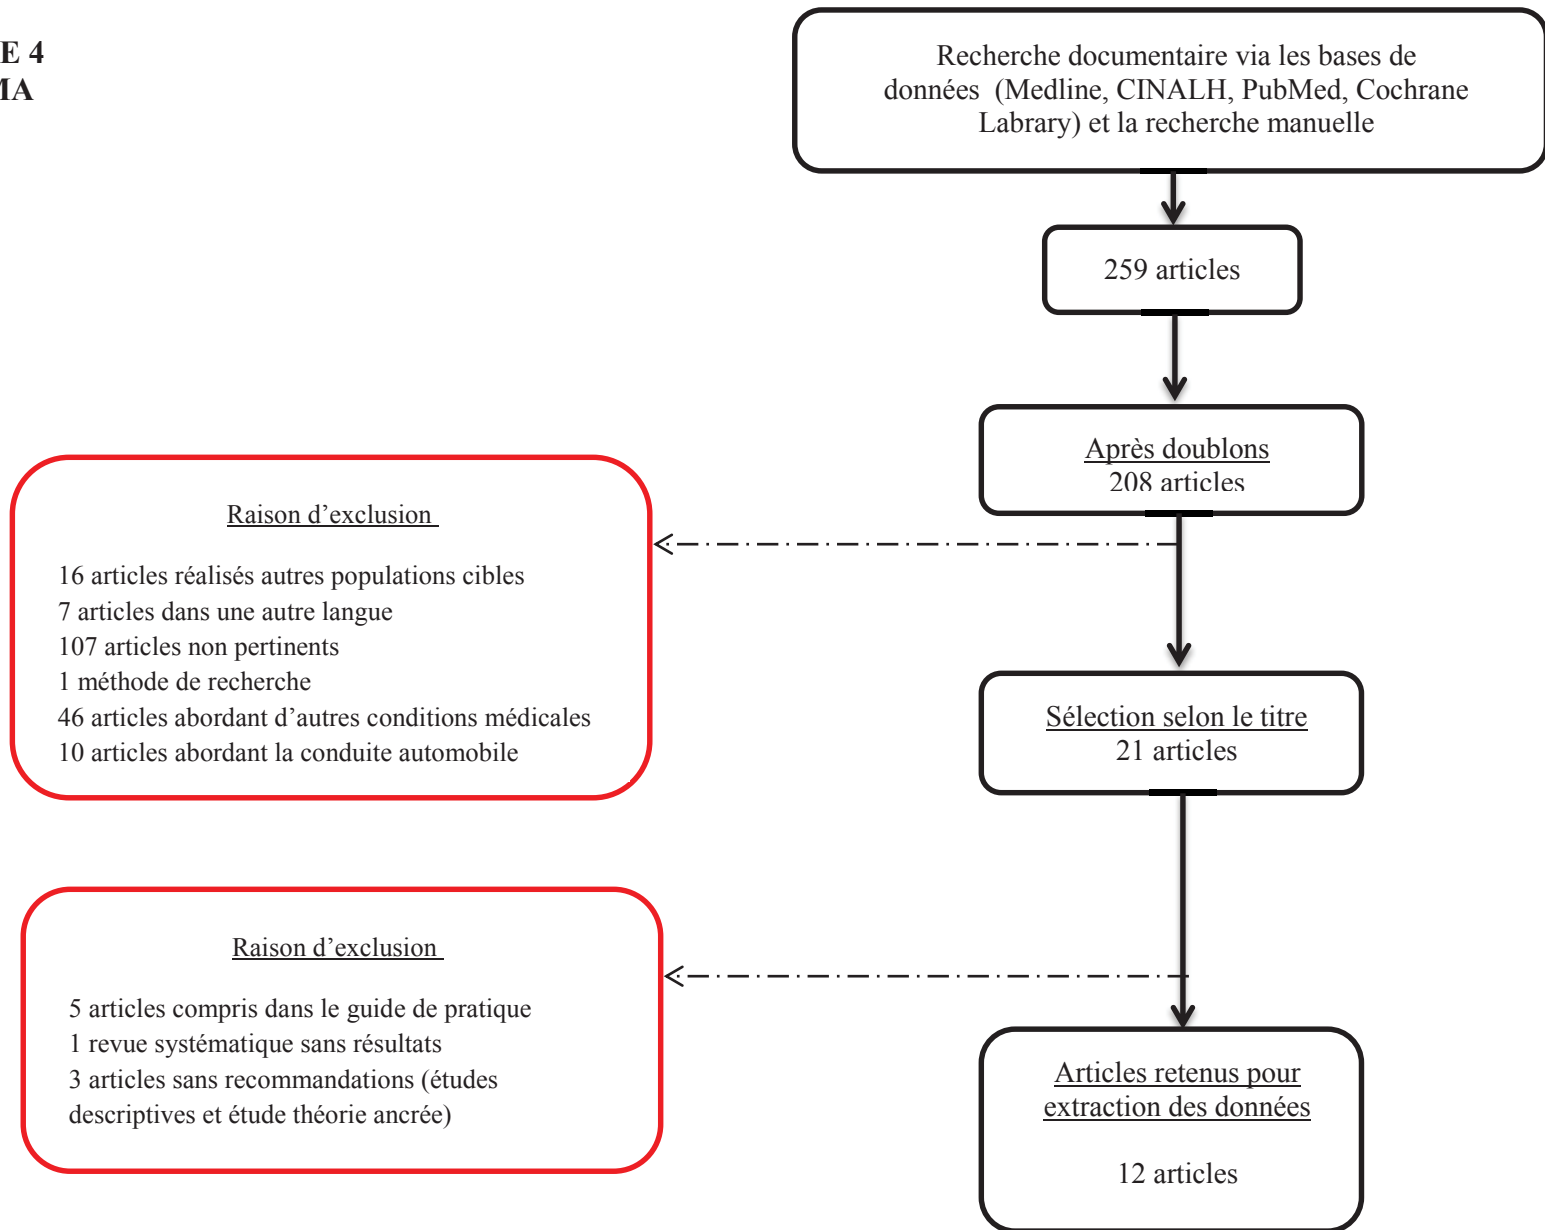 E 4
MA
Recherche documentaire via les bases de
données (Medline, CINALH, PubMed, Cochrane
Labrary) et la recherche manuelle
259 articles
Après doublons
208 articles
Raison d’exclusion
16 articles réalisés autres populations cibles
7 articles dans une autre langue
107 articles non pertinents
1 méthode de recherche
46 articles abordant d’autres conditions médicales
10 articles abordant la conduite automobile
Sélection selon le titre
21 articles
Raison d’exclusion
5 articles compris dans le guide de pratique
1 revue systématique sans résultats
3 articles sans recommandations (études
descriptives et étude théorie ancrée)
Articles retenus pour
extraction des données
12 articles